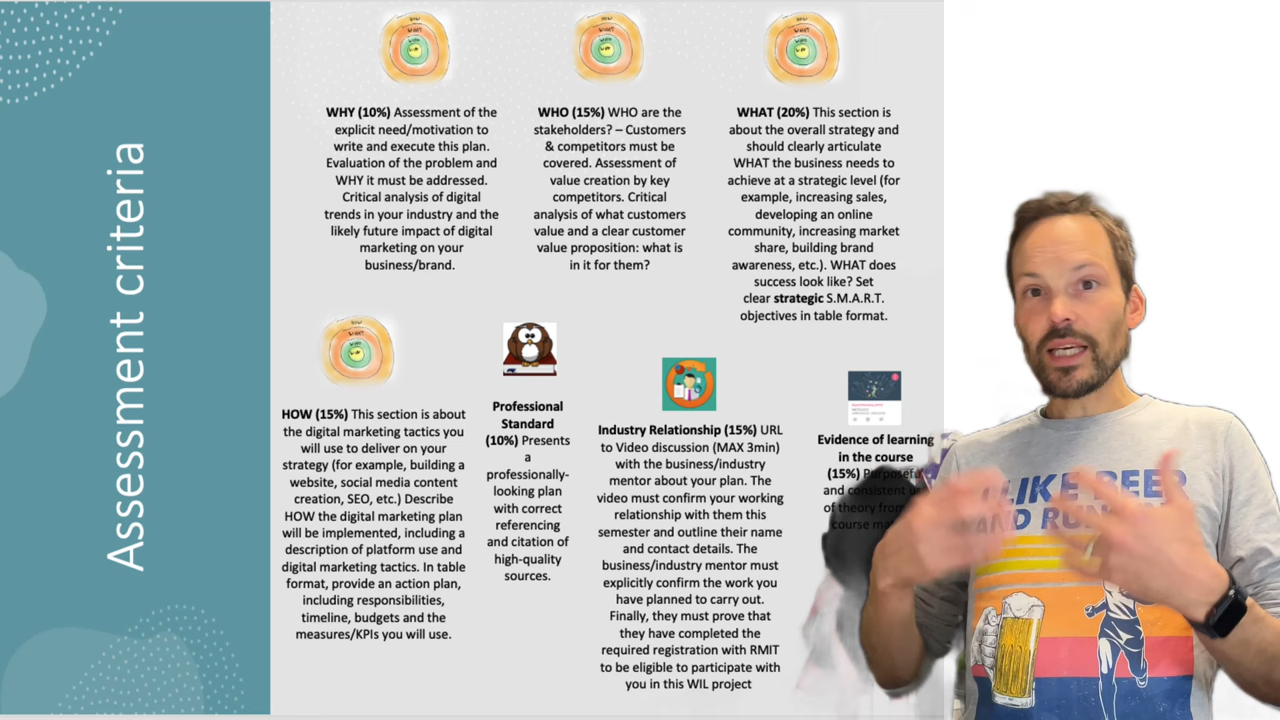 Assessment criteria
WHY (10%) Assessment of the
explicit need/motivation to
write and execute this plan.
Evaluation of the problem and
WHY it must be addressed.
Critical analysis of digital
trends in your industry and the
likely future impact of digital
marketing on your
business/brand.
WHO (15%) WHO are the
stakeholders? – Customers
& competitors must be
covered. Assessment of
value creation by key
competitors. Critical
analysis of what customers
value and a clear customer
value proposition: what is
in it for them?
WHAT (20%) This section is
about the overall strategy and
should clearly articulate
WHAT the business needs to
achieve at a strategic level (for
example, increasing sales,
developing an online
community, increasing market
share, building brand
awareness, etc.). WHAT does
success look like? Set
clear strategic S.M.A.R.T.
objectives in table format.
HOW (15%) This section is about
the digital marketing tactics you
will use to deliver on your
strategy (for example, building a
website, social media content
creation, SEO, etc.) Describe
HOW the digital marketing plan
will be implemented, including a
description of platform use and
digital marketing tactics. In table
format, provide an action plan,
including responsibilities,
timeline, budgets and the
measures/KPIs you will use.
Professional
Standard
(10%) Presents
a
professionally-
looking plan
with correct
referencing
and citation of
high-quality
sources.
Industry Relationship (15%) URL
to Video discussion (MAX 3min)
with the business/industry
mentor about your plan. The
video must confirm your working
relationship with them this
semester and outline their name
and contact details. The
business/industry mentor must
explicitly confirm the work you
have planned to carry out.
Finally, they must prove that
they have completed the
required registration with RMIT
to be eligible to participate with
you in this WIL project
Evidence of learning
in the course
(15%) Purposeful
and consistent
of theory from
course
I LIKE BEER
AND